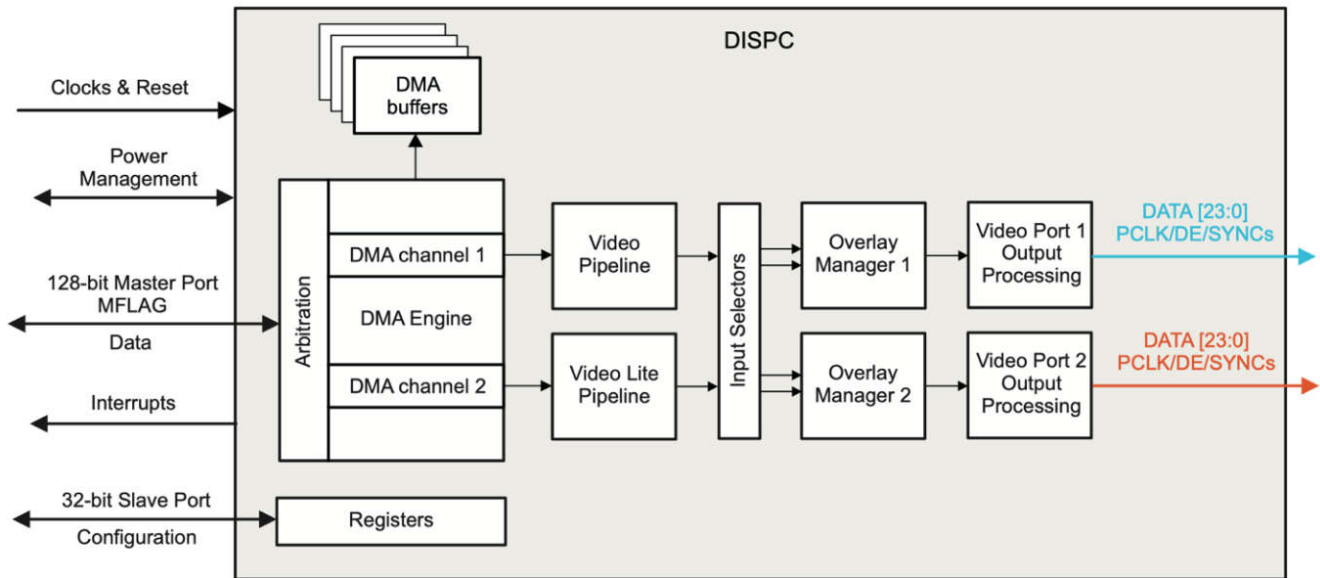 DISPC
Clocks & Reset
DMA
buffers
Power
Management
128-bit Master Port
MFLAG
Data
Interrupts
32-bit Slave Port
Configuration
Arbitration
DMA channel 1
DMA Engine
DMA channel 2
Registers
Video
Pipeline
Video Lite
Pipeline
Input Selectors
Overlay
Manager 1
Overlay
Manager 2
Video Port 1
Output
Processing
Video Port 2
Output
Processing
DATA [23:0]
PCLK/DE/SYNCs
DATA [23:0]
PCLK/DE/SYNCs